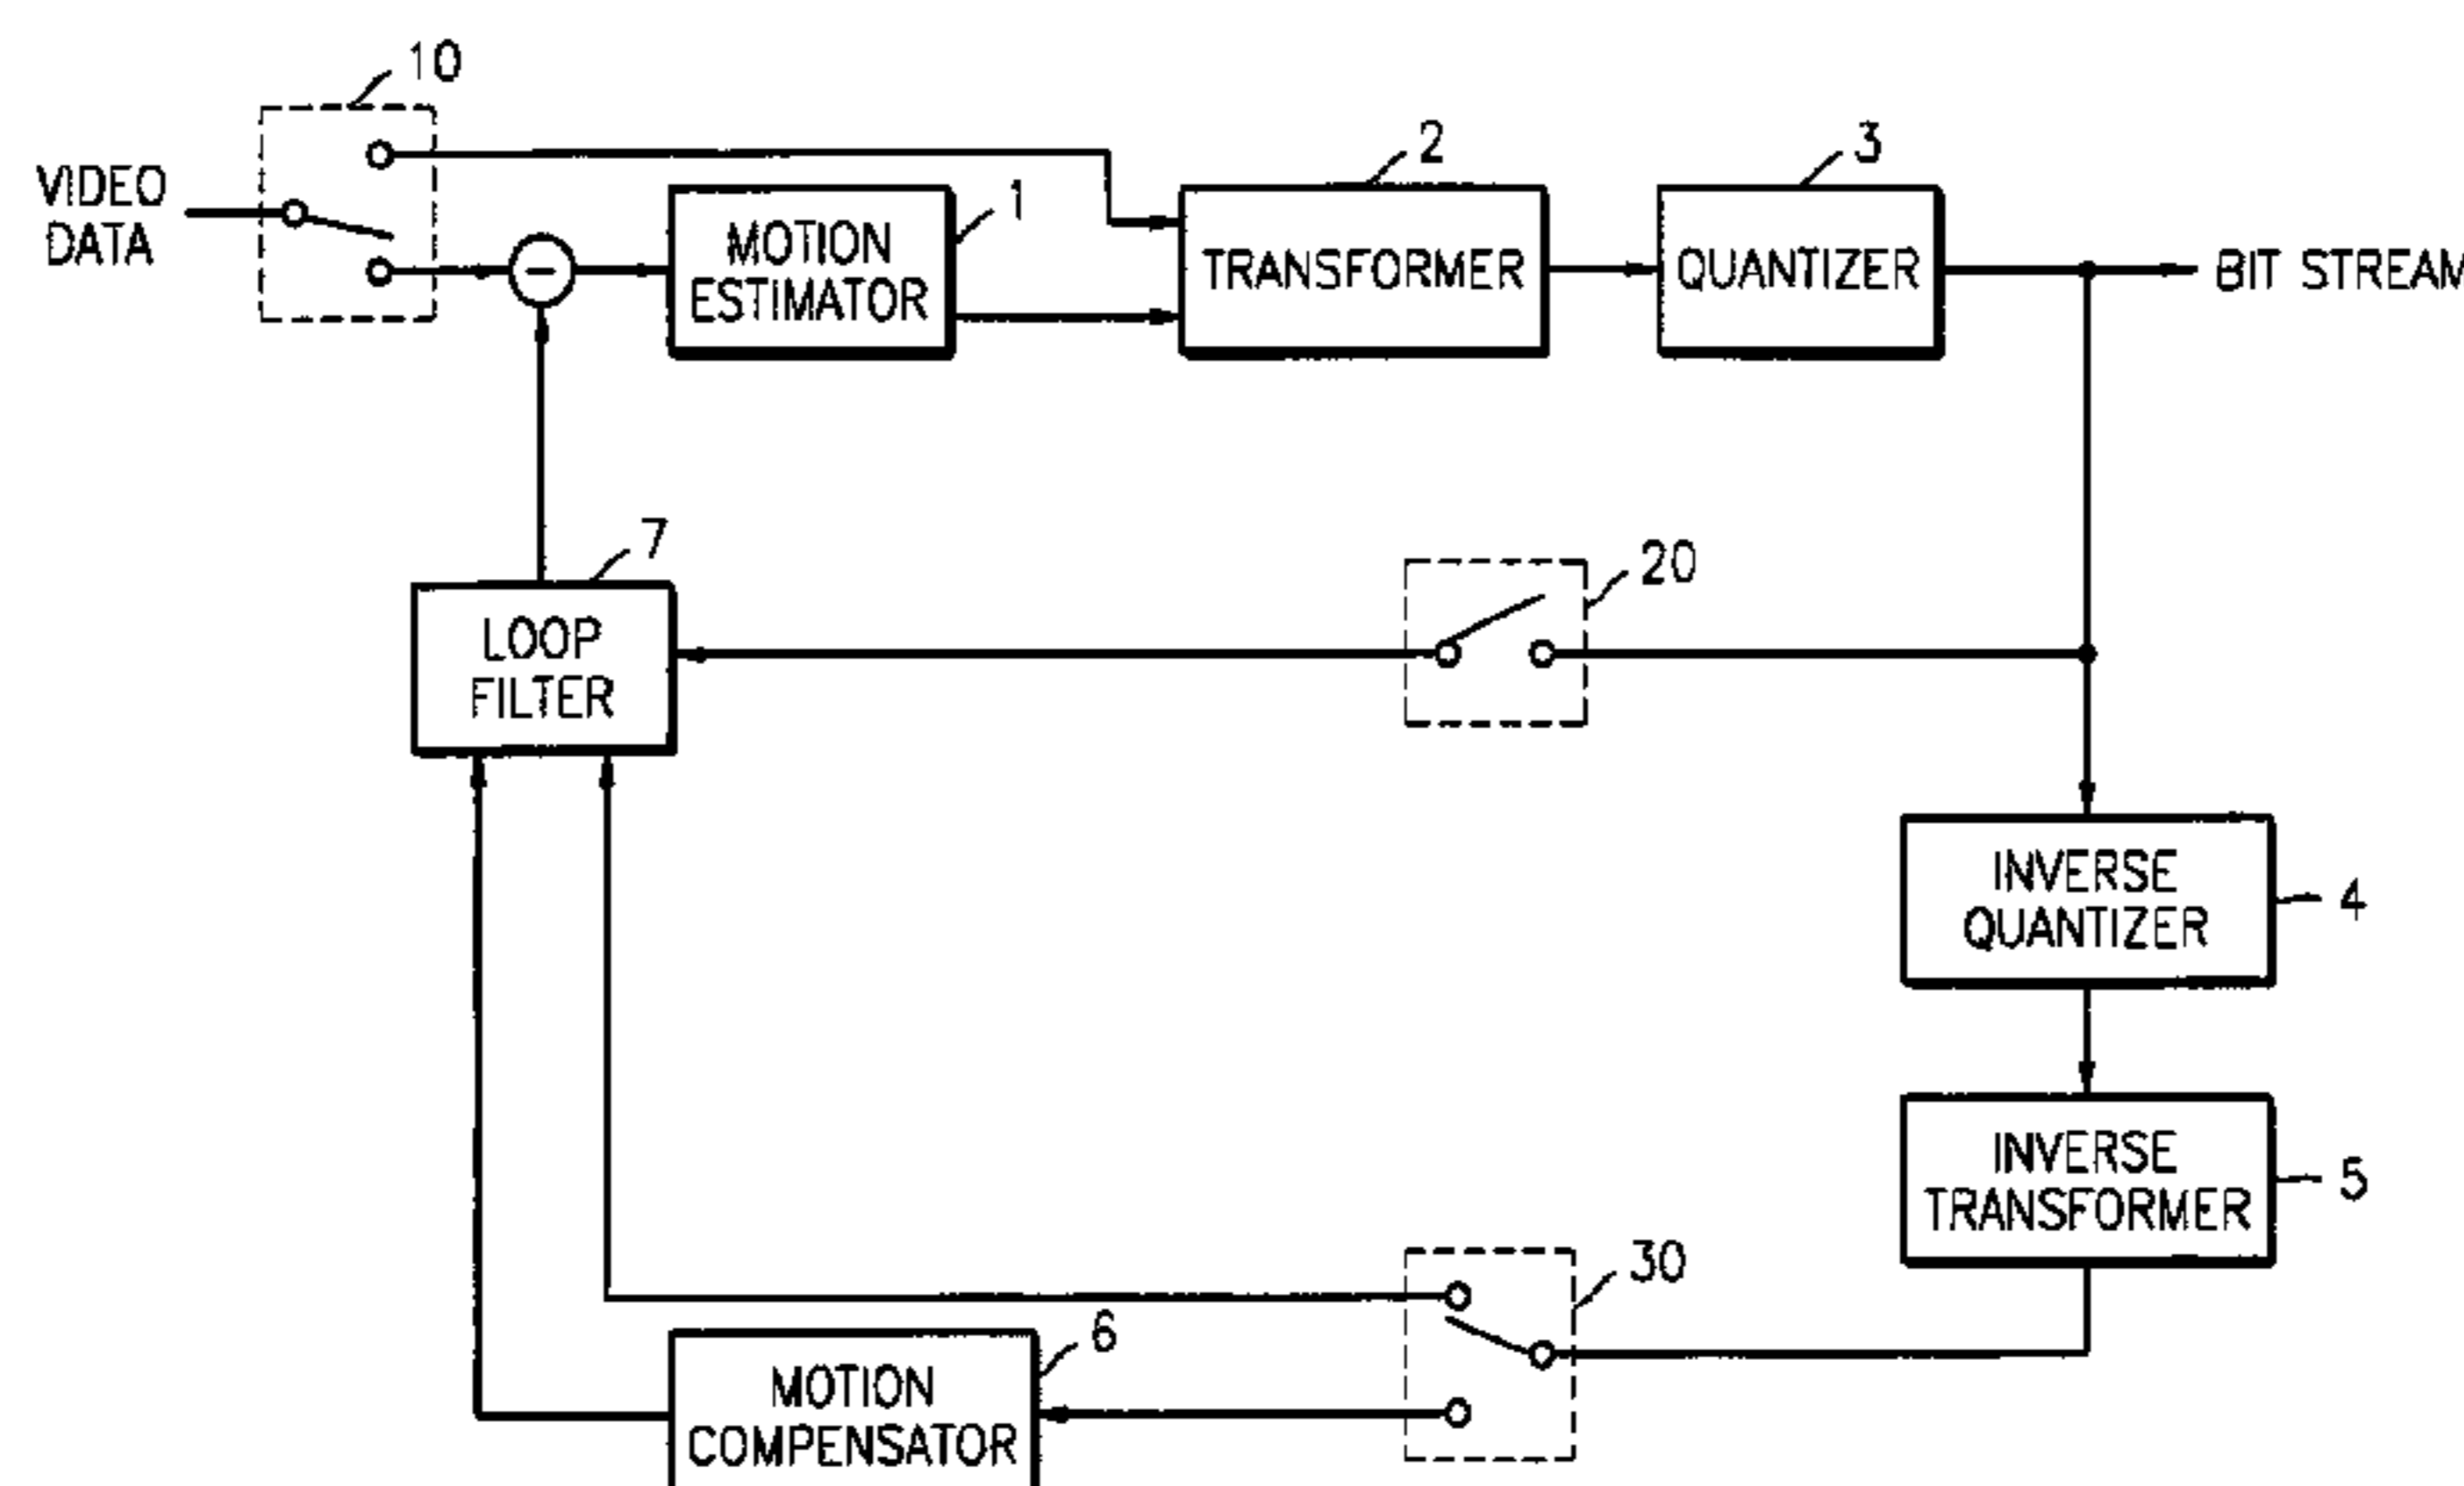 10
VIDEO
DATA
MOTION
ESTIMATOR
1
2
TRANSFORMER
3
QUANTIZER
BIT STREAM
7
LOOP
FILTER
20
INVERSE
QUANTIZER
4
INVERSE
TRANSFORMER
5
30
6
MOTION
COMPENSATOR